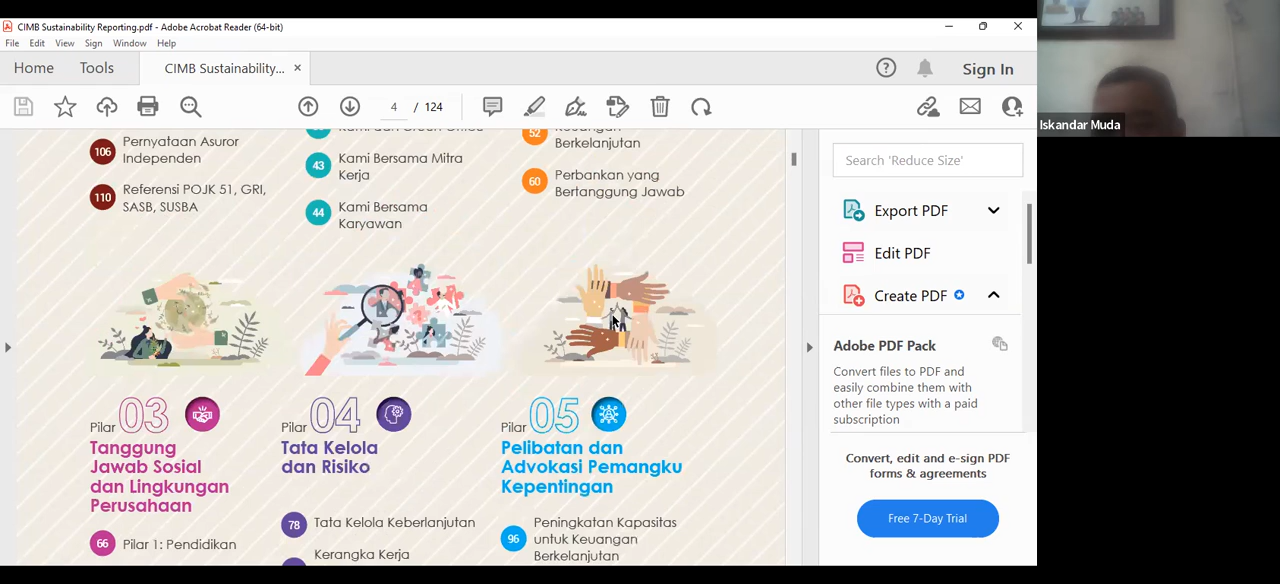 CIMB Sustainability Reporting.pdf - Adobe Acrobat Reader (64-bit)
File Edit View Sign Window Help
Home Tools CIMB Sustainability... × Sign In
4 / 124
Iskandar Muda
106 Pernyataan Asuror
Independen
110 Referensi POJK 51, GRI,
SASB, SUSBA
Kami dan Green Office
43 Kami Bersama Mitra
Kerja
44 Kami Bersama
Karyawan
52 Keuangan
Berkelanjutan
60 Perbankan yang
Bertanggung Jawab
Pilar 03
Tanggung
Jawab Sosial
dan Lingkungan
Perusahaan
66 Pilar 1: Pendidikan
Pilar 04
Tata Kelola
dan Risiko
78 Tata Kelola Keberlanjutan
Kerangka Kerja
Pilar 05
Pelibatan dan
Advokasi Pemangku
Kepentingan
96 Peningkatan Kapasitas
untuk Keuangan
Berkelanjutan
Search 'Reduce Size'
Export PDF
Edit PDF
Create PDF
Adobe PDF Pack
Convert files to PDF and
easily combine them with
other file types with a paid
subscription
Convert, edit and e-sign PDF
forms & agreements
Free 7-Day Trial